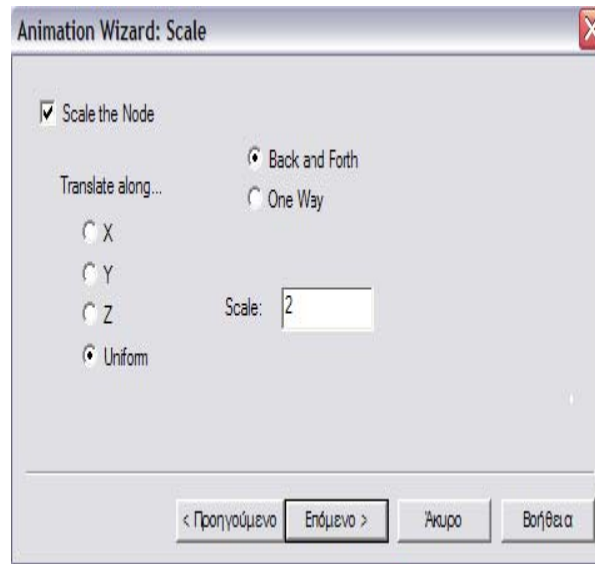 Animation Wizard: Scale
Scale the Node
Back and Forth
Translate along...
One Way
X
Y
Z
Scale: 2
Uniform
< Προηγούμενο Επόμενο > Άκυρο Βοήθεια